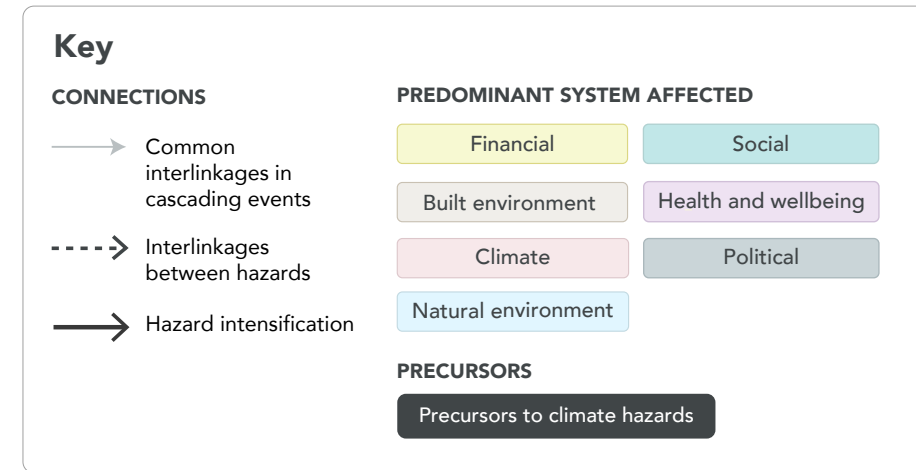 Key
CONNECTIONS
Common
interlinkages in
cascading events
Interlinkages
between hazards
Hazard intensification
PREDOMINANT SYSTEM AFFECTED
Financial
Social
Built environment
Health and wellbeing
Climate
Political
Natural environment
PRECURSORS
Precursors to climate hazards